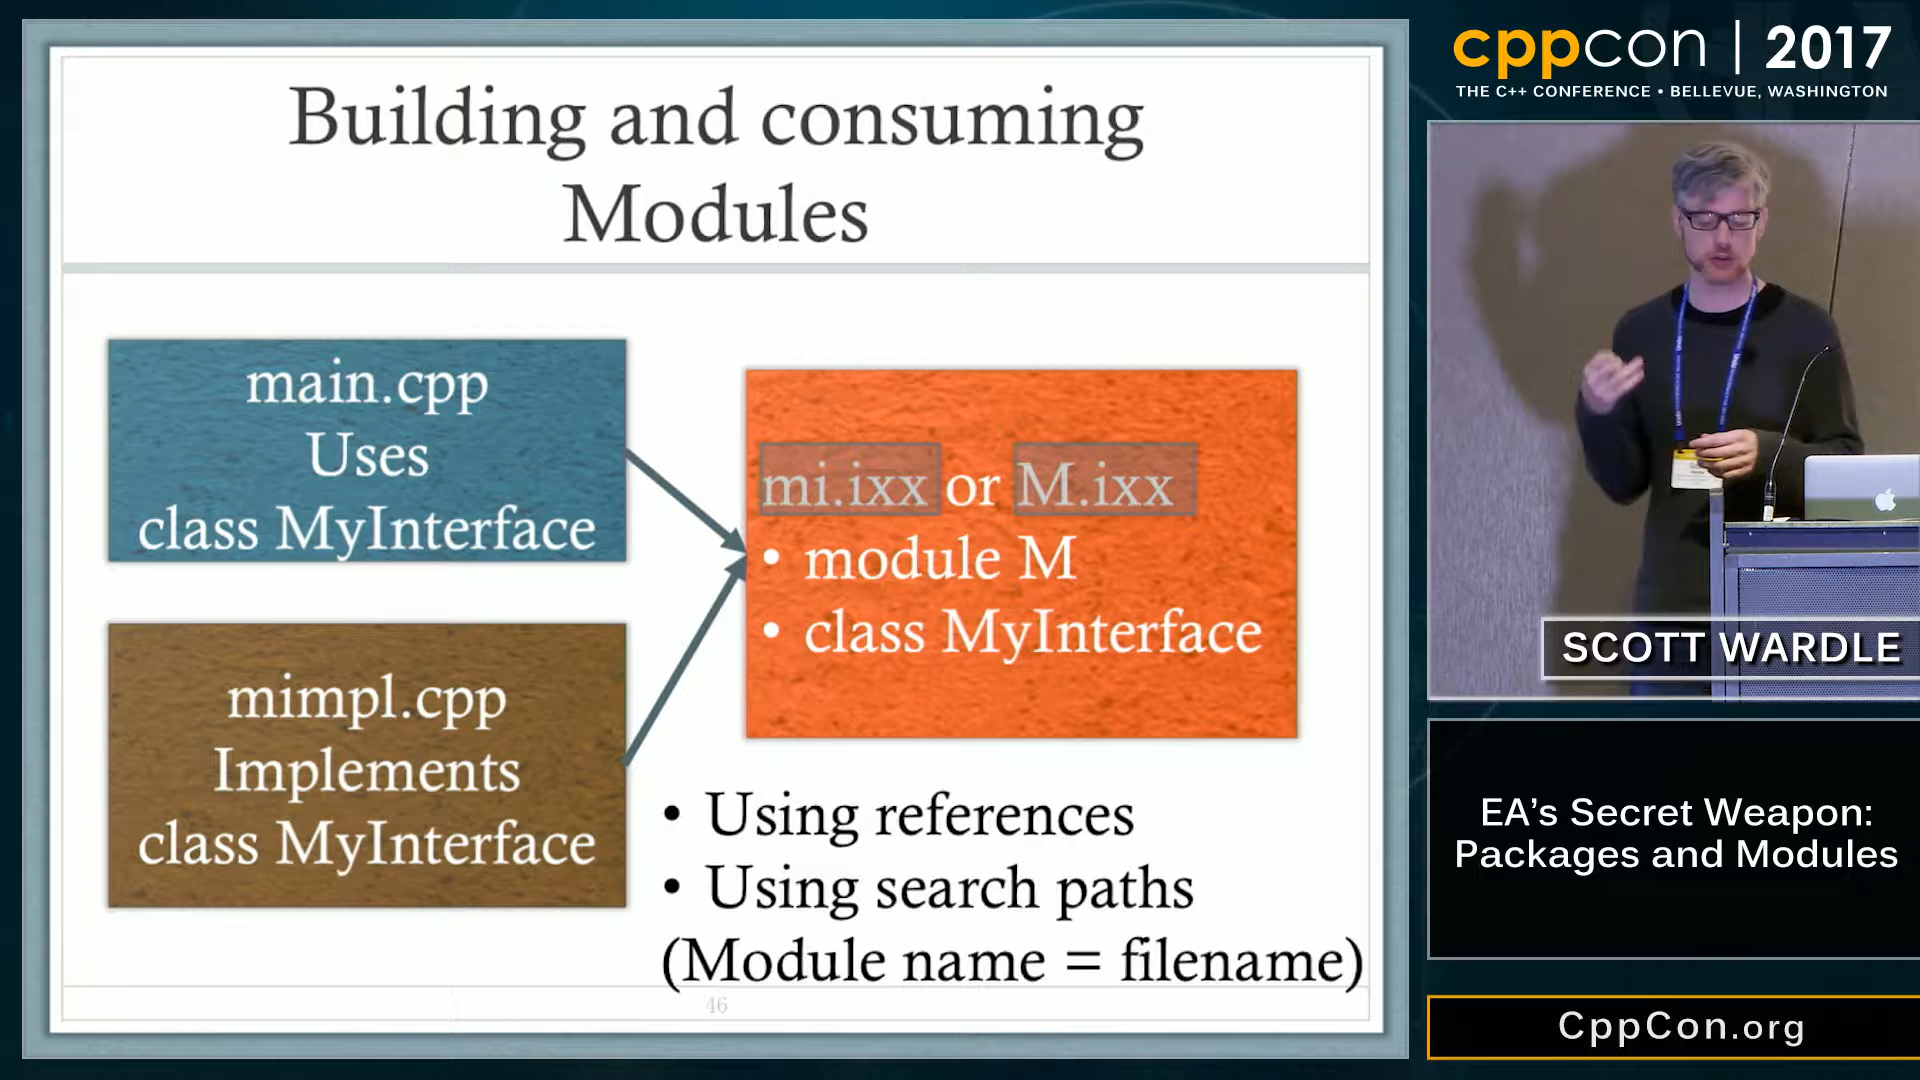 Building and consuming
Modules
main.cpp
Uses
class MyInterface
mimpl.cpp
Implements
class MyInterface
mi.ixx or M.ixx
• module M
• class MyInterface
• Using references
• Using search paths
(Module name = filename)
46
cppcon | 2017
THE C++ CONFERENCE • BELLEVUE, WASHINGTON
SCOTT WARDLE
EA’s Secret Weapon:
Packages and Modules
CppCon.org